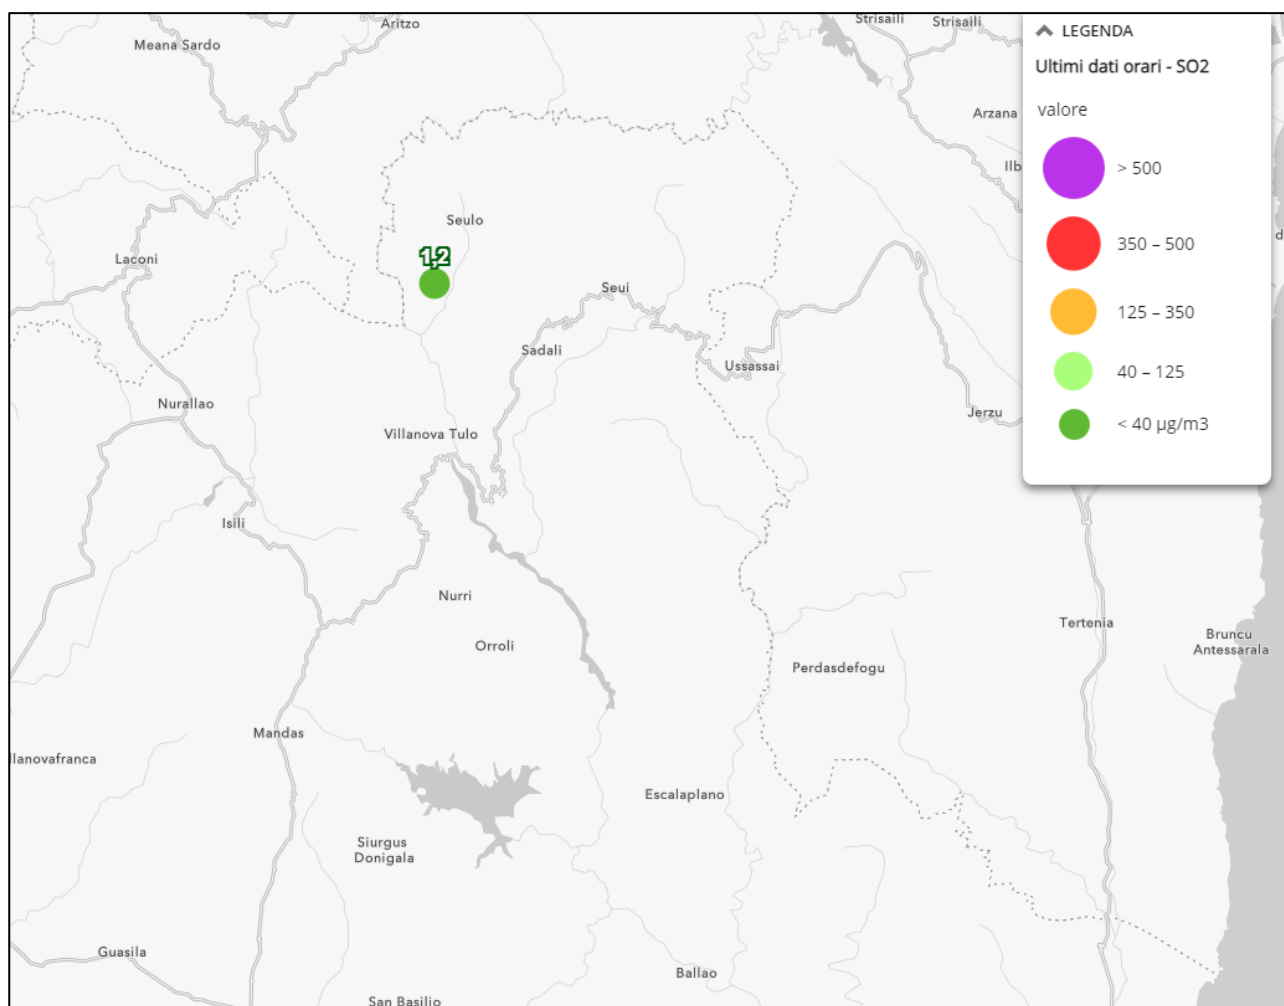 Aritzo
Strisaili
Strisaili
Meana Sardo
Arzana
Ilb
Seulo
1,2
Laconi
Seui
Sadali
Ussassai
Nurallao
Jerzu
Villanova Tulo
Isili
Nurri
Orroli
Tertenia
Bruncu
Antessarala
Perdasdefogu
Mandas
llanovafranca
Escalaplano
Siurgus
Donigala
Guasila
Ballao
San Basilio
d
LEGENDA
Ultimi dati orari - SO2
valore
> 500
350 – 500
125 – 350
40 – 125
< 40 µg/m3